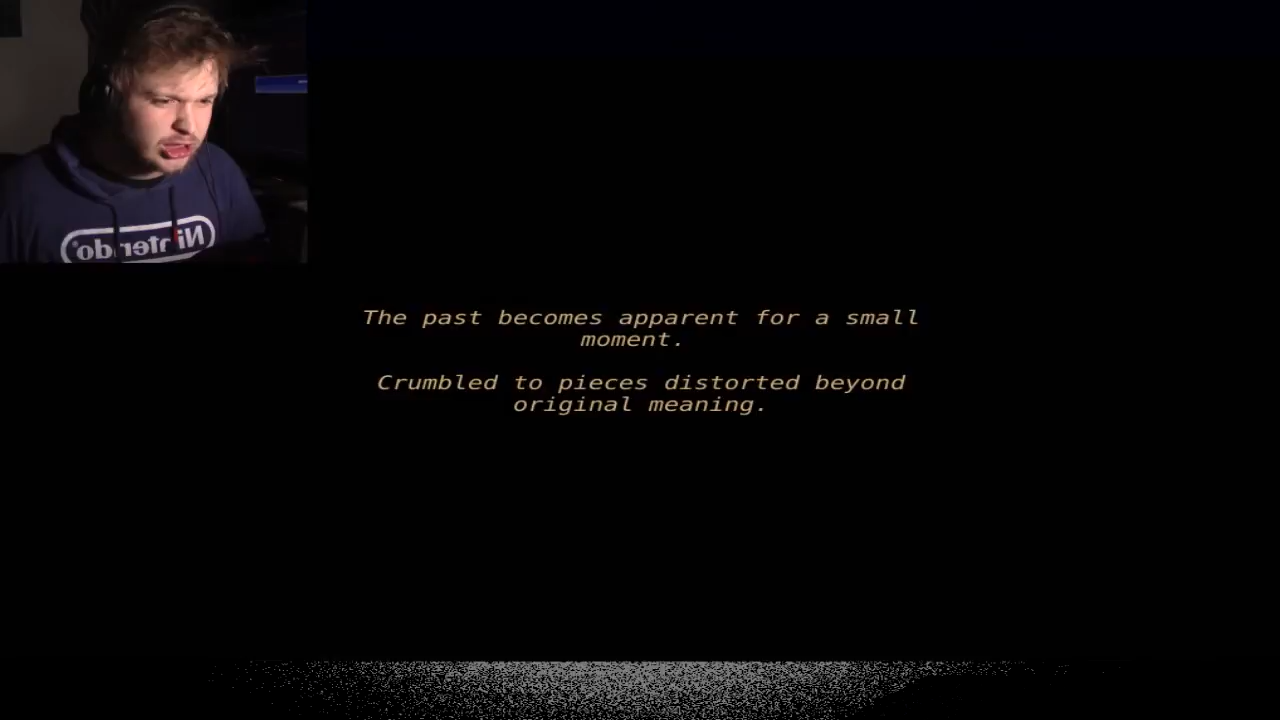 Nintendo
The past becomes apparent for a small
moment.
Crumbled to pieces distorted beyond
original meaning.